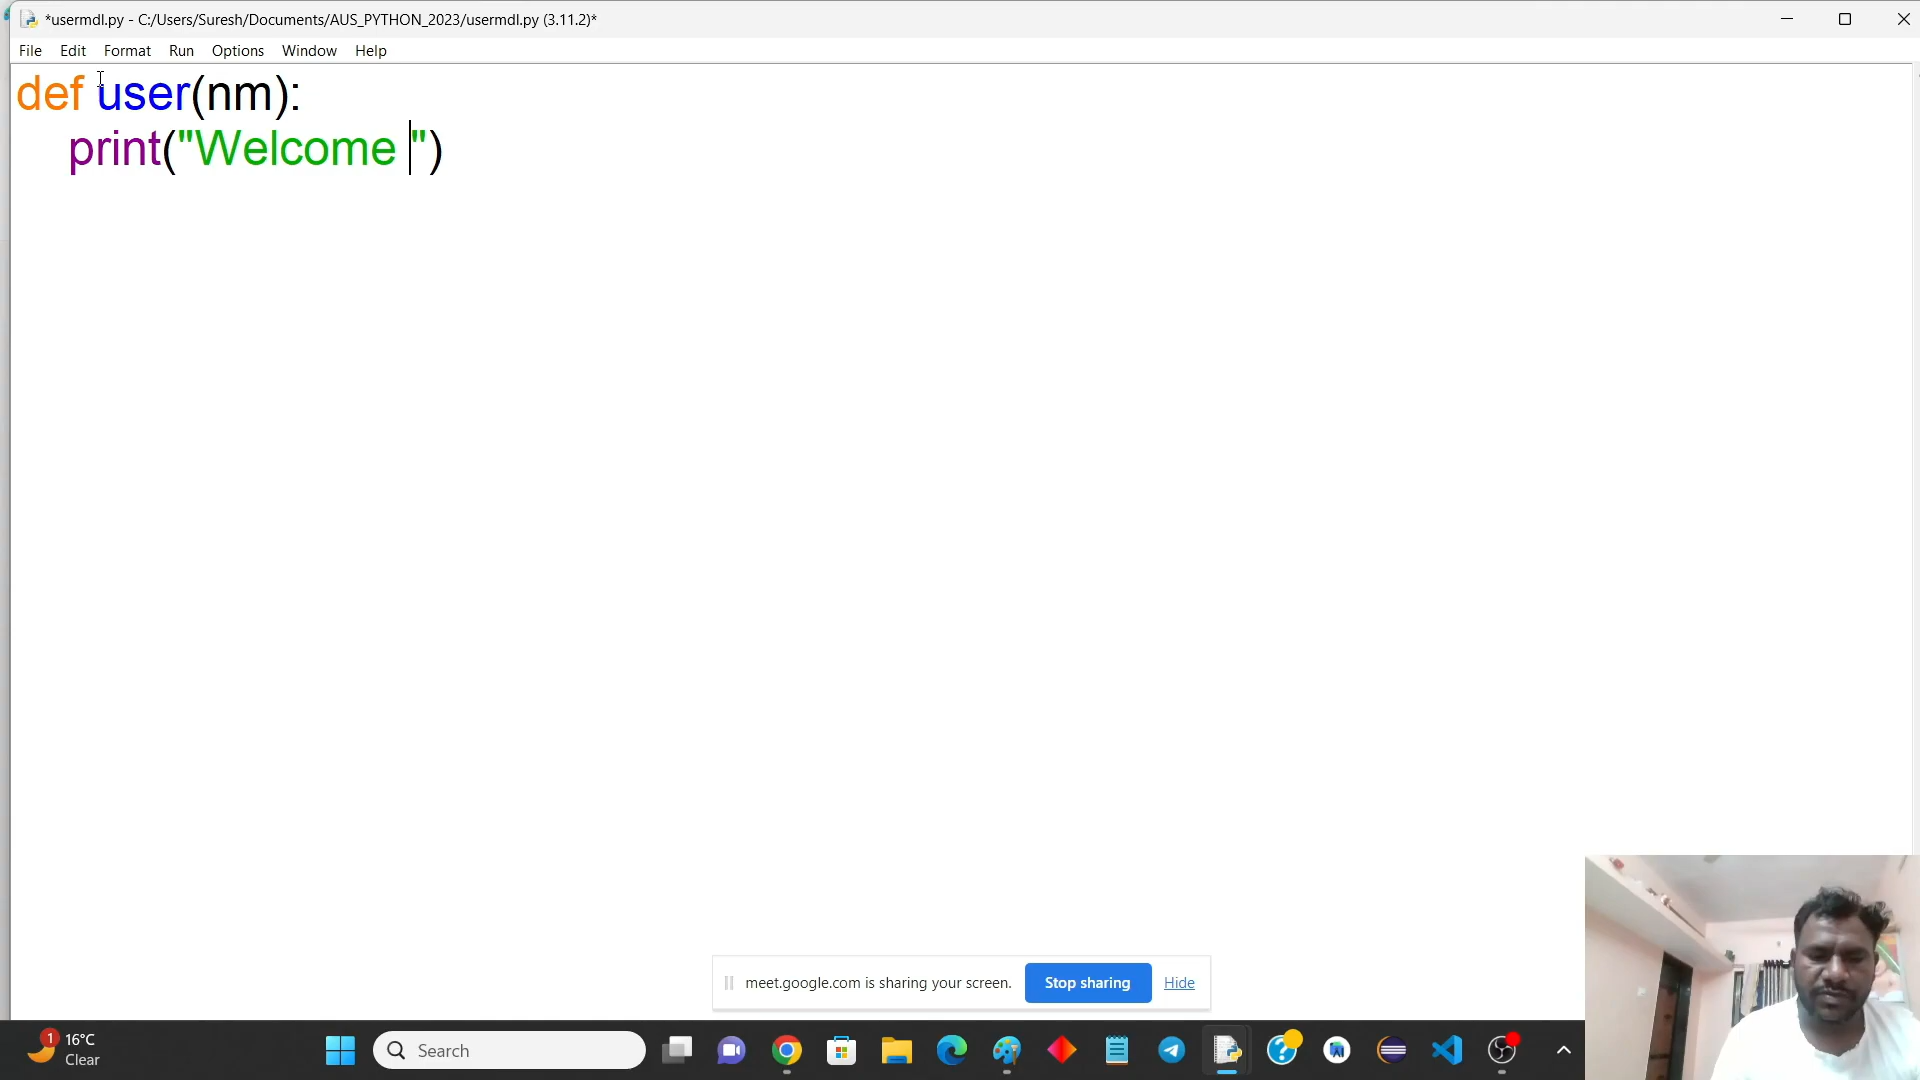 *usermdl.py - C:/Users/Suresh/Documents/AUS_PYTHON_2023/usermdl.py (3.11.2)*
File Edit Format Run Options Window Help
def user(nm):
print("Welcome ")
meet.google.com is sharing your screen. Stop sharing Hide
1 16°C
Clear
Search